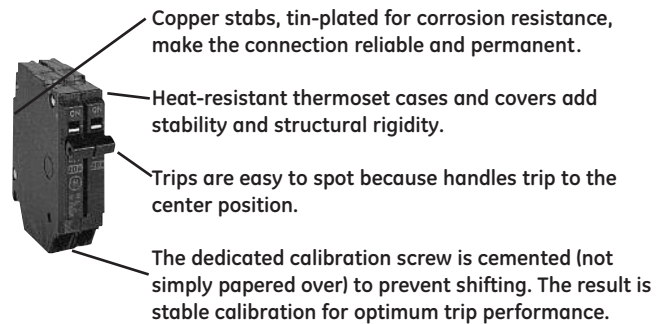 Copper stabs, tin-plated for corrosion resistance,
make the connection reliable and permanent.
Heat-resistant thermoset cases and covers add
stability and structural rigidity.
ON ON
Trips are easy to spot because handles trip to the
center position.
The dedicated calibration screw is cemented (not
simply papered over) to prevent shifting. The result is
stable calibration for optimum trip performance.